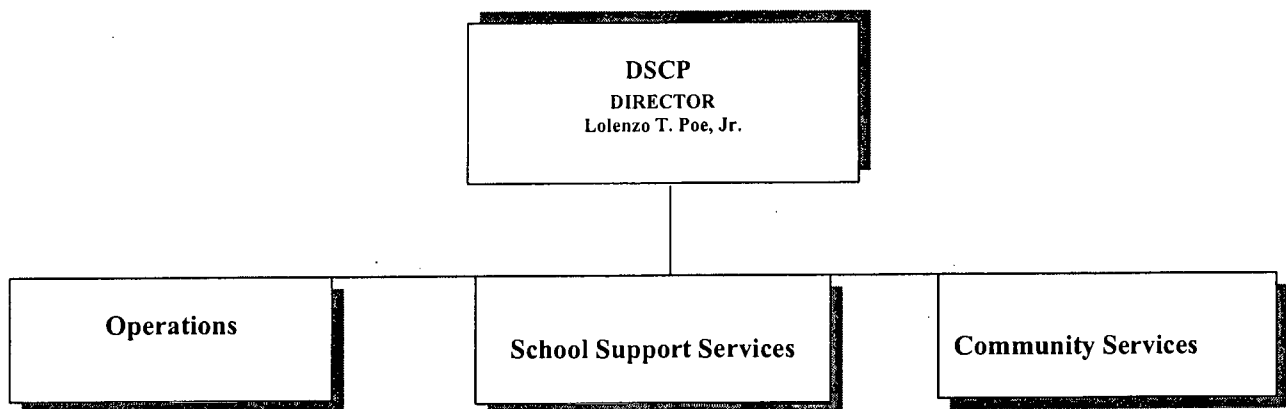 DSCP
DIRECTOR
Lolenzo T. Poe, Jr.
Operations
School Support Services
Community Services